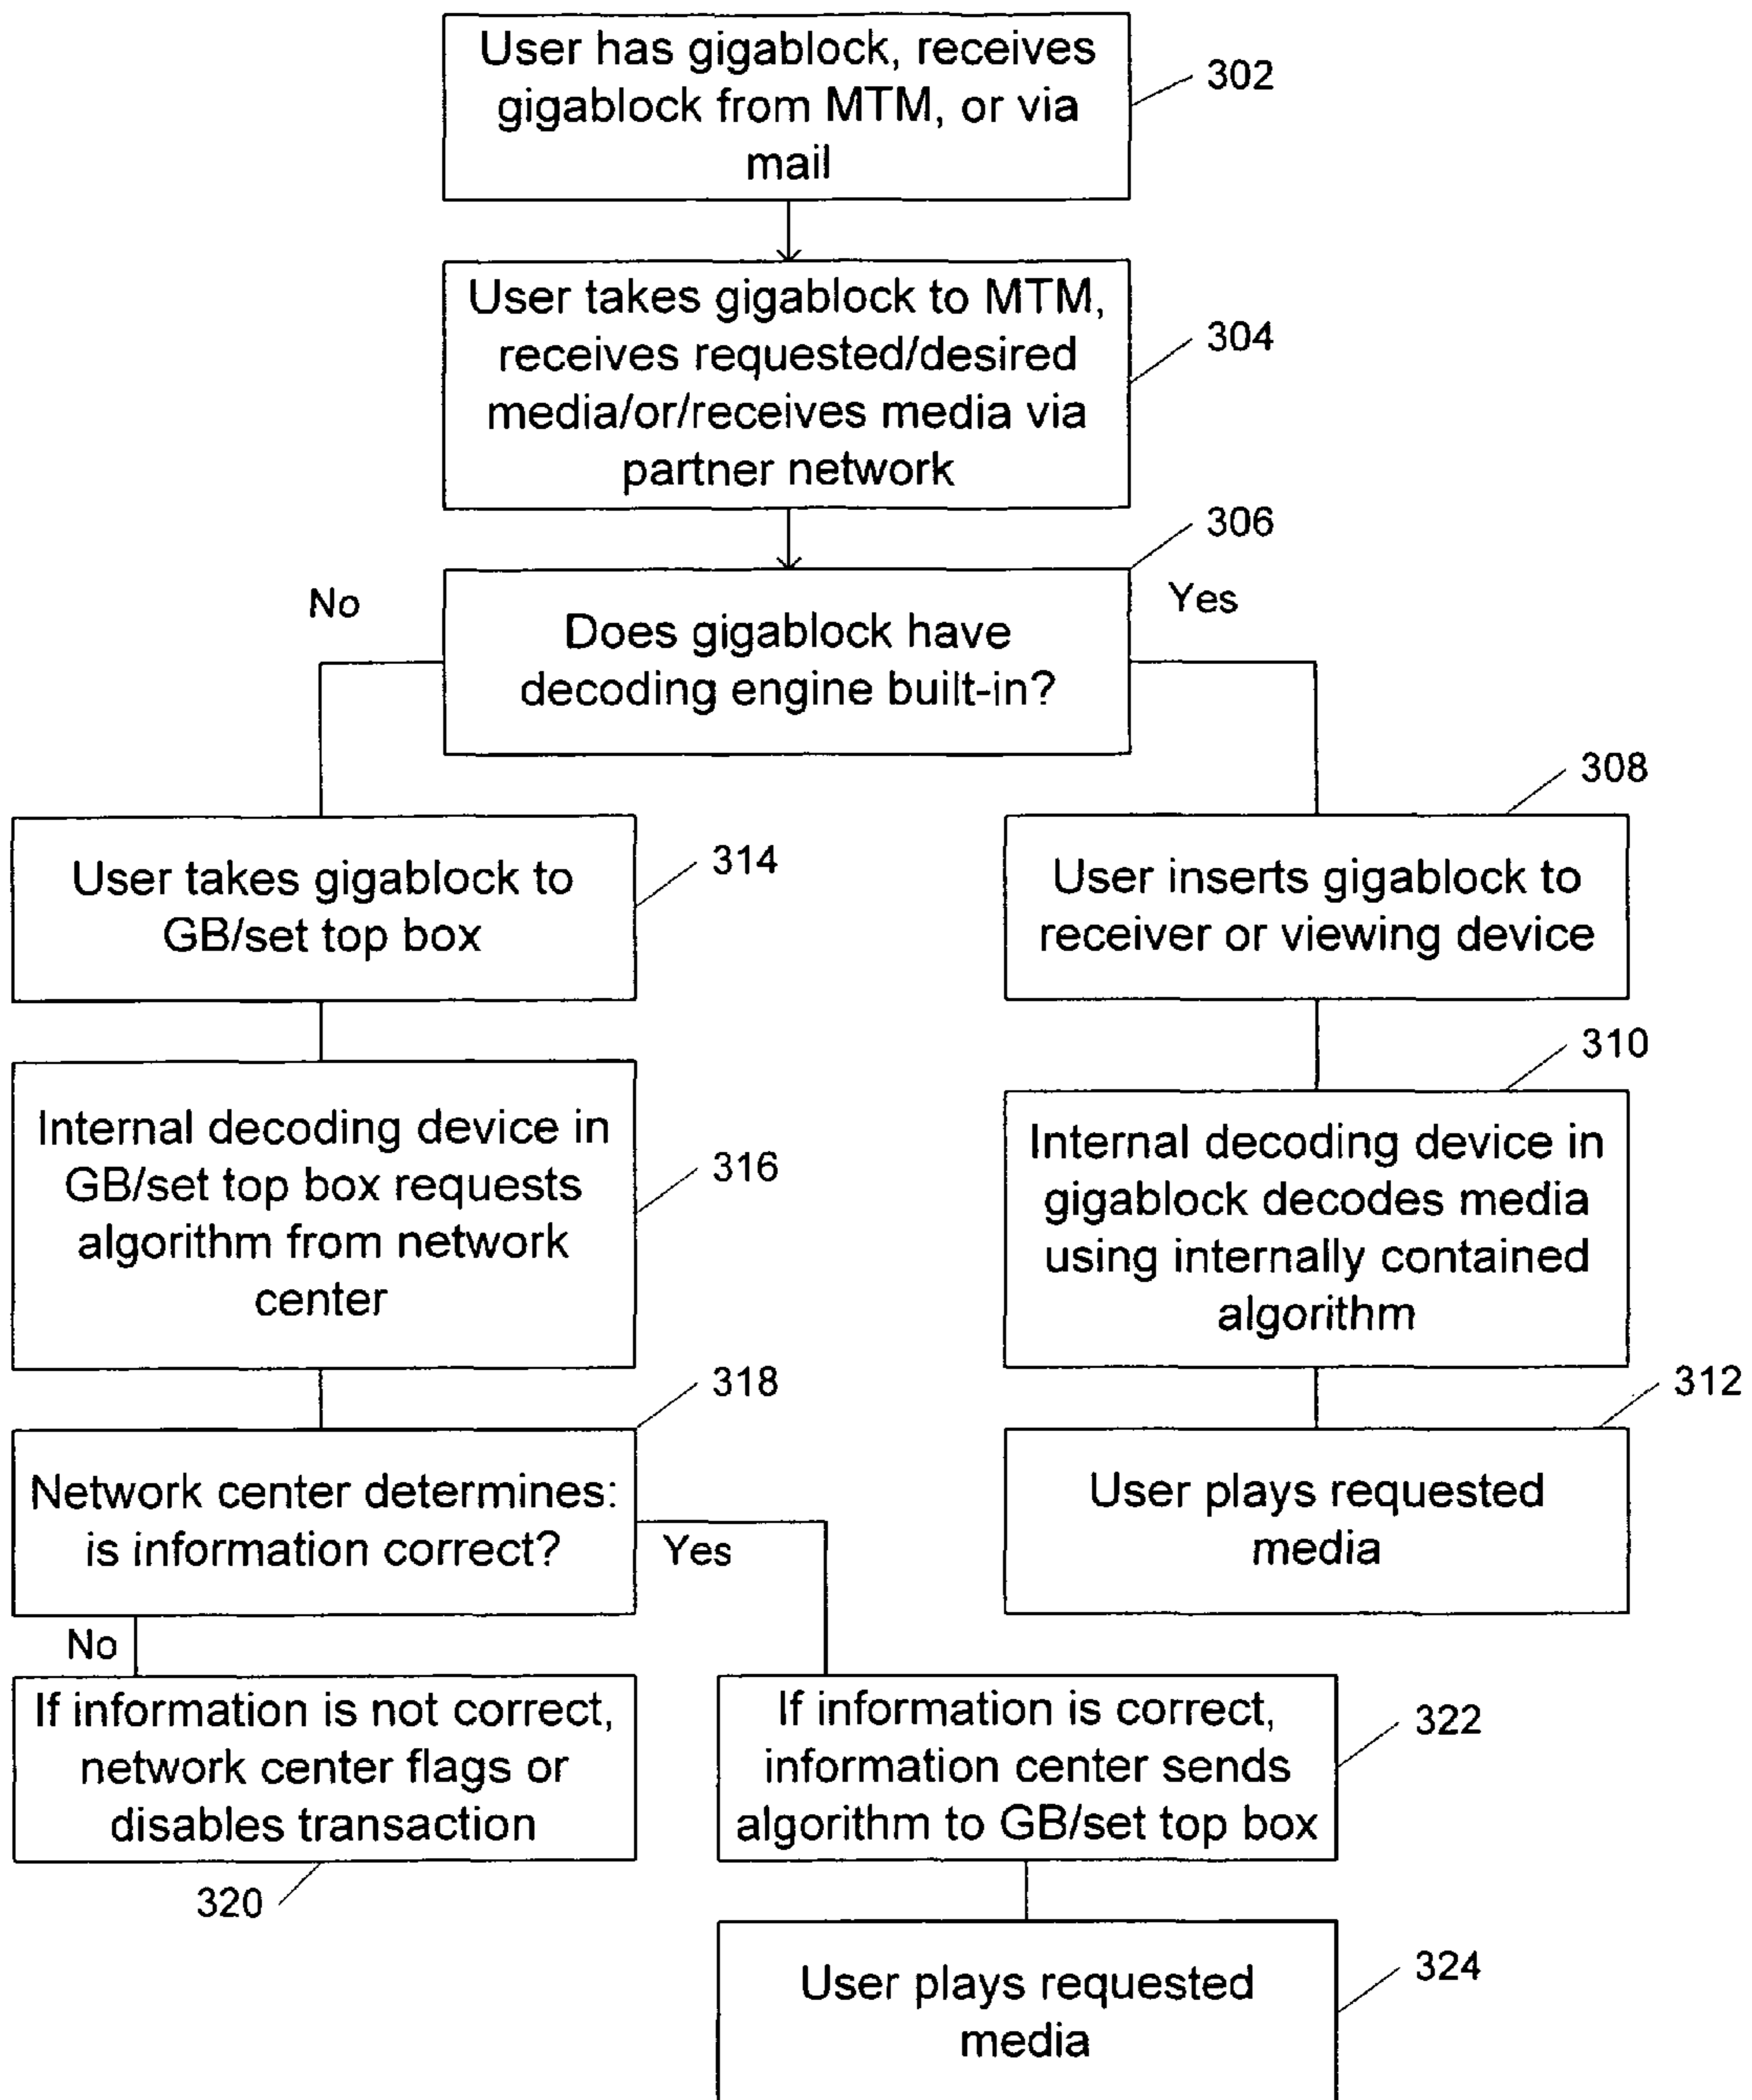 User has gigablock, receives
gigablock from MTM, or via
mail
302
User takes gigablock to MTM,
receives requested/desired
media/or/receives media via
partner network
304
306
No
Yes
Does gigablock have
decoding engine built-in?
308
User takes gigablock to
GB/set top box
314
User inserts gigablock to
receiver or viewing device
310
Internal decoding device in
GB/set top box requests
algorithm from network
center
316
Internal decoding device in
gigablock decodes media
using internally contained
algorithm
318
312
Network center determines:
is information correct?
Yes
User plays requested
media
No
If information is not correct,
network center flags or
disables transaction
320
If information is correct,
information center sends
algorithm to GB/set top box
322
User plays requested
media
324